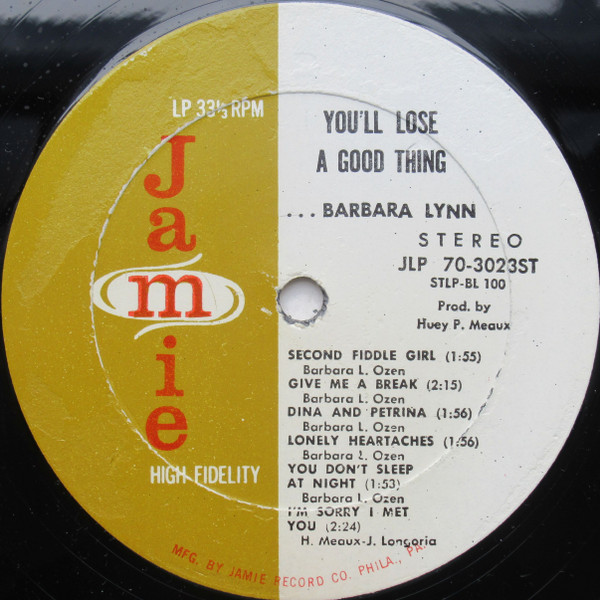 LP 33⅓ RPM
Jamie
HIGH FIDELITY
YOU'LL LOSE
A GOOD THING
...BARBARA LYNN
STEREO
JLP 70-3023ST
STLP-BL 100
Prod. by
Huey P. Meaux
SECOND FIDDLE GIRL (1:55)
Barbara L. Ozen
GIVE ME A BREAK (2:15)
Barbara L. Ozen
DINA AND PETRINA (1:56)
Barbara L. Ozen
LONELY HEARTACHES (1:56)
Barbara L. Ozen
YOU DON'T SLEEP
AT NIGHT (1:53)
Barbara L. Ozen
I'M SORRY I MET
YOU (2:24)
H. Meaux-J. Longoria
MFG. BY JAMIE RECORD CO. PHILA., PA.